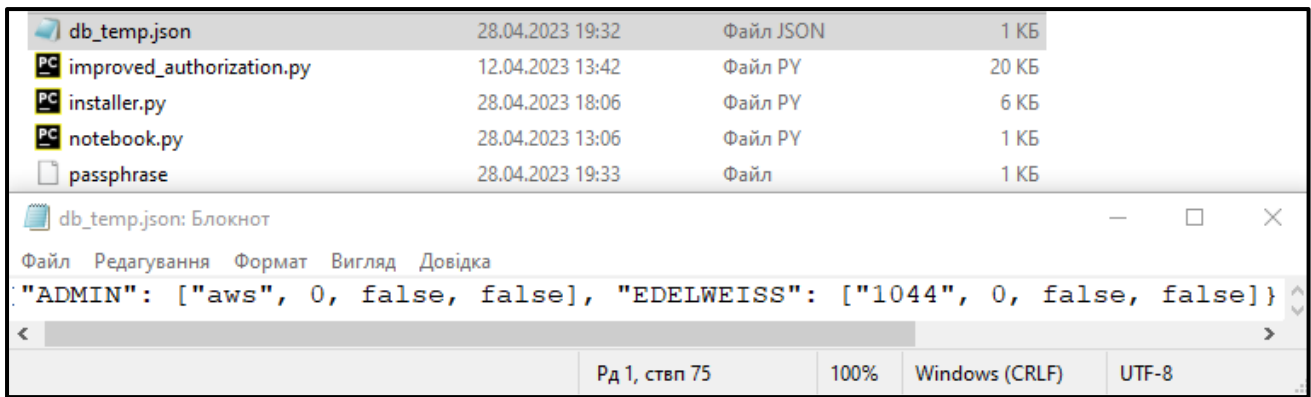 db_temp.json 28.04.2023 19:32 Файл JSON 1 КБ
PC improved_authorization.py 12.04.2023 13:42 Файл PY 20 КБ
PC installer.py 28.04.2023 18:06 Файл PY 6 КБ
PC notebook.py 28.04.2023 13:06 Файл PY 1 КБ
passphrase 28.04.2023 19:33 Файл 1 КБ
db_temp.json: Блокнот
Файл Редагування Формат Вигляд Довідка
"ADMIN": ["aws", 0, false, false], "EDELWEISS": ["1044", 0, false, false]}
Рд 1, ствп 75 100% Windows (CRLF) UTF-8